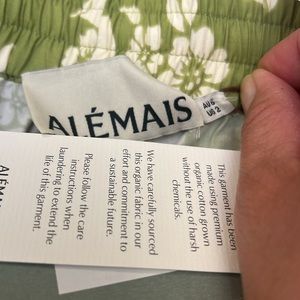 ALÉMAIS
AU 6
US 2
This garment has been
made using premium
organic cotton grown
without the use of harsh
chemicals.
We have carefully sourced
this organic fabric in our
effort and commitment to
a sustainable future.
Please follow the care
instructions when
laundering to extend the
life of this garment.